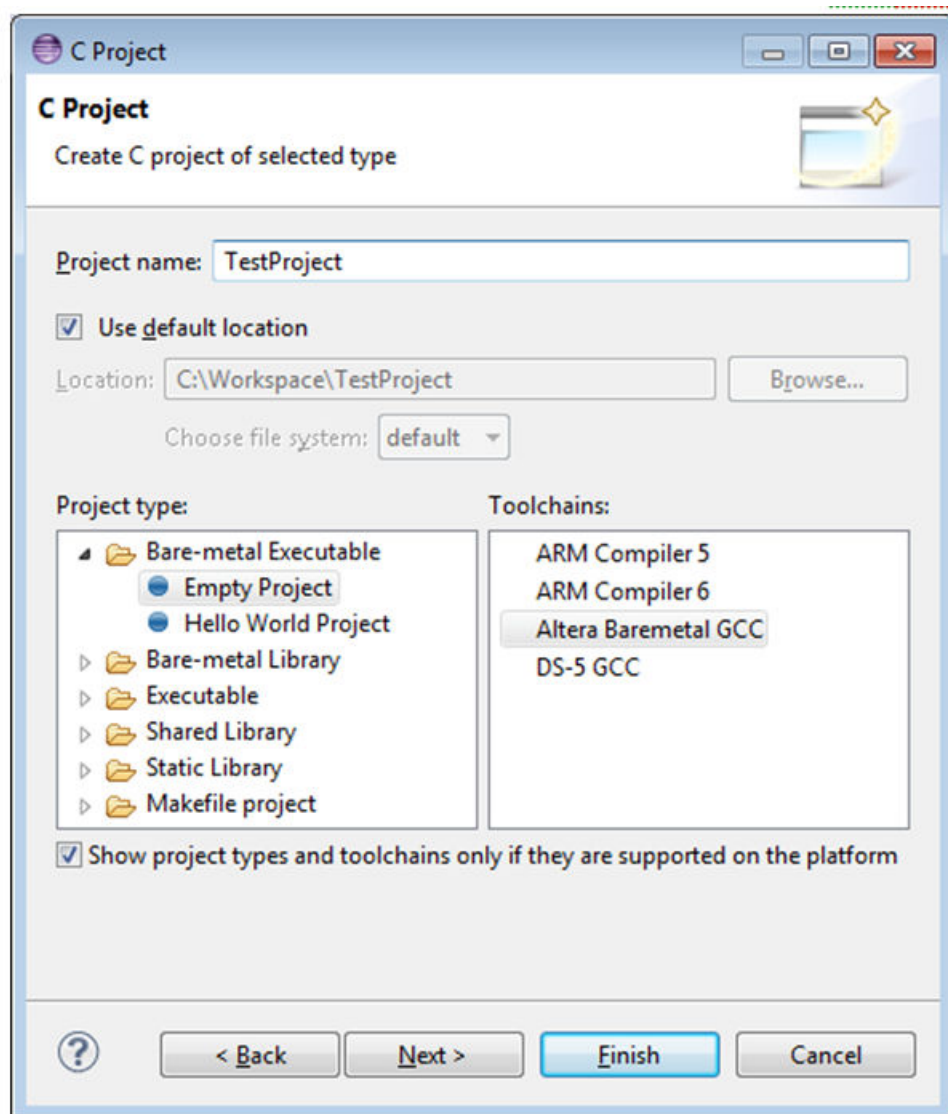 C Project
C Project
Create C project of selected type
Project name: TestProject
Use default location
Location: C:\Workspace\TestProject Browse...
Choose file system: default
Project type: Toolchains:
Bare-metal Executable ARM Compiler 5
Empty Project ARM Compiler 6
Hello World Project Altera Baremetal GCC
Bare-metal Library DS-5 GCC
Executable
Shared Library
Static Library
Makefile project
Show project types and toolchains only if they are supported on the platform
? < Back Next > Finish Cancel